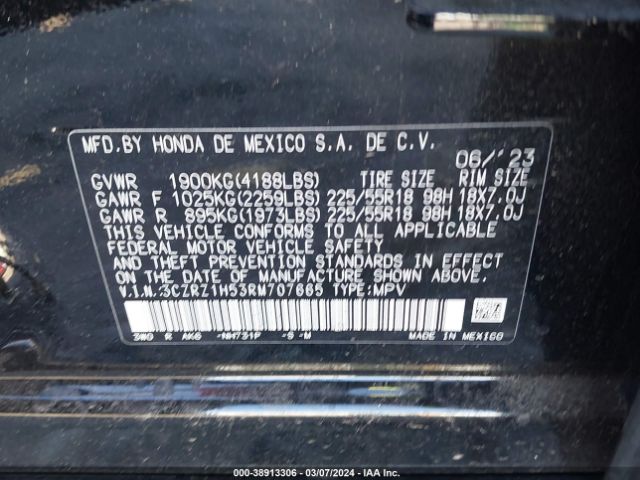 MFD.BY HONDA DE MEXICO S.A. DE C.V.
06/'23
GVWR 1900KG(4188LBS) TIRE SIZE RIM SIZE
GAWR F 1025KG(2259LBS) 225/55R18 98H 18X7.0J
GAWR R 895KG(1973LBS) 225/55R18 98H 18X7.0J
THIS VEHICLE CONFORMS TO ALL APPLICABLE
FEDERAL MOTOR VEHICLE SAFETY
AND THEFT PREVENTION STANDARDS IN EFFECT
ON THE DATE OF MANUFACTURE SHOWN ABOVE.
V.I.N.:3CZRZ1H53RM707665 TYPE:MPV
3W0 R AKG -NH731P -S -M MADE IN MEXICO
000-38913306 - 03/07/2024 - IAA Inc.